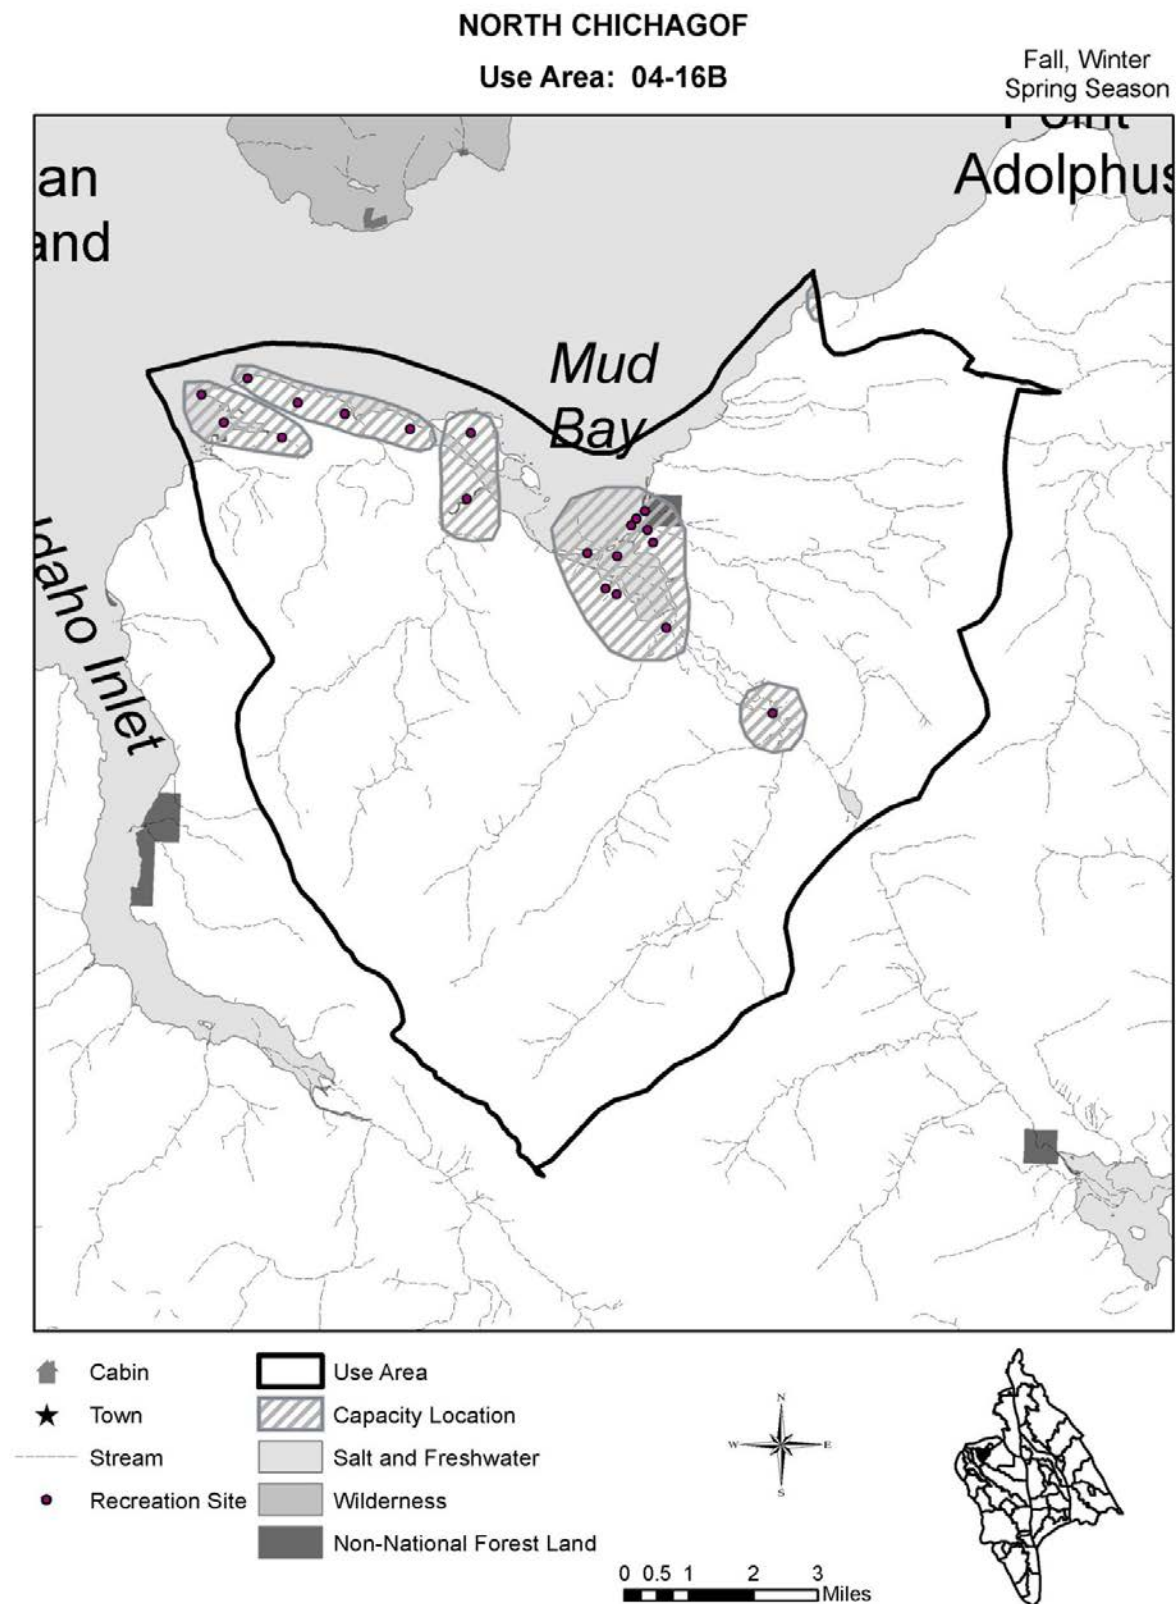 NORTH CHICHAGOF
Use Area: 04-16B
Fall, Winter
Spring Season
Point
Adolphus
an
and
Mud
Bay
Idaho Inlet
Cabin
Town
Stream
Recreation Site
Use Area
Capacity Location
Salt and Freshwater
Wilderness
Non-National Forest Land
N
W E
S
0 0.5 1 2 3
Miles